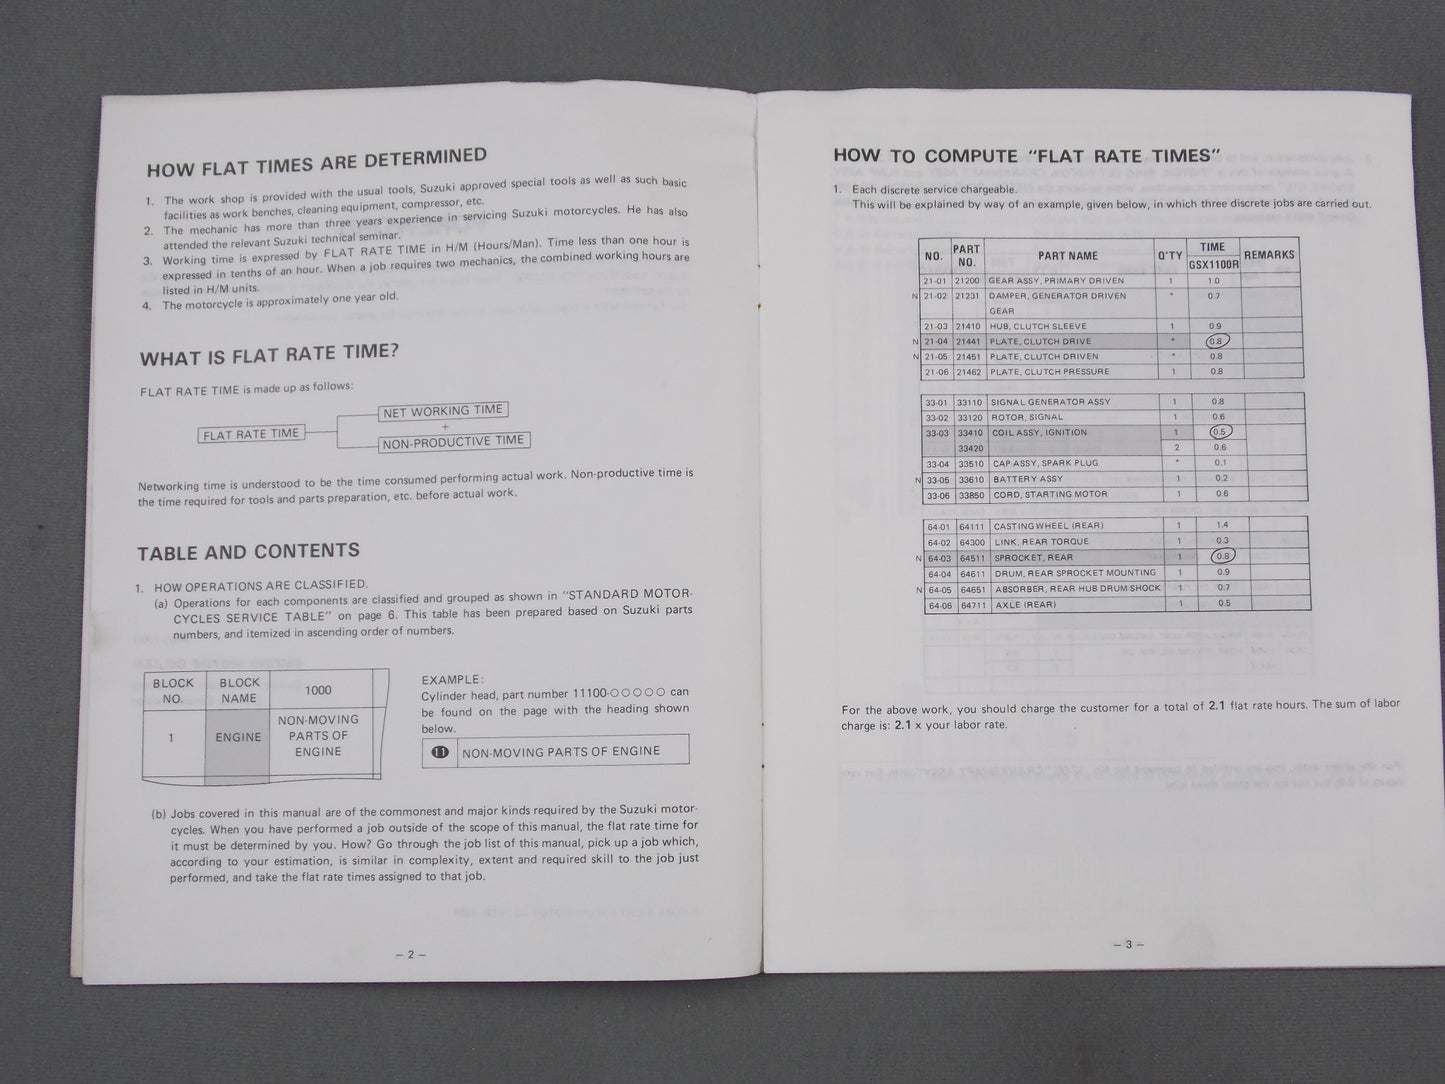 HOW FLAT TIMES ARE DETERMINED
1. The work shop is provided with the usual tools, Suzuki approved special tools as well as such basic
facilities as work benches, cleaning equipment, compressor, etc.
2. The mechanic has more than three years experience in servicing Suzuki motorcycles. He has also
attended the relevant Suzuki technical seminar.
3. Working time is expressed by FLAT RATE TIME in H/M (Hours/Man). Time less than one hour is
expressed in tenths of an hour. When a job requires two mechanics, the combined working hours are
listed in H/M units.
4. The motorcycle is approximately one year old.
WHAT IS FLAT RATE TIME?
FLAT RATE TIME is made up as follows:
FLAT RATE TIME
NET WORKING TIME
+
NON-PRODUCTIVE TIME
Networking time is understood to be the time consumed performing actual work. Non-productive time is
the time required for tools and parts preparation, etc. before actual work.
TABLE AND CONTENTS
1. HOW OPERATIONS ARE CLASSIFIED.
(a) Operations for each components are classified and grouped as shown in "STANDARD MOTOR-
CYCLES SERVICE TABLE" on page 6. This table has been prepared based on Suzuki parts
numbers, and itemized in ascending order of numbers.
BLOCK NO. BLOCK NAME 1000
1 ENGINE NON-MOVING PARTS OF ENGINE
EXAMPLE:
Cylinder head, part number 11100-○○○○○ can
be found on the page with the heading shown
below.
11 NON-MOVING PARTS OF ENGINE
(b) Jobs covered in this manual are of the commonest and major kinds required by the Suzuki motor-
cycles. When you have performed a job outside of the scope of this manual, the flat rate time for
it must be determined by you. How? Go through the job list of this manual, pick up a job which,
according to your estimation, is similar in complexity, extent and required skill to the job just
performed, and take the flat rate times assigned to that job.
– 2 –
HOW TO COMPUTE "FLAT RATE TIMES"
1. Each discrete service chargeable.
This will be explained by way of an example, given below, in which three discrete jobs are carried out.
NO. PART NO. PART NAME Q'TY TIME GSX1100R REMARKS
21-01 21200 GEAR ASSY, PRIMARY DRIVEN 1 1.0
N 21-02 21231 DAMPER, GENERATOR DRIVEN * 0.7
GEAR
21-03 21410 HUB, CLUTCH SLEEVE 1 0.9
N 21-04 21441 PLATE, CLUTCH DRIVE * 0.8
N 21-05 21451 PLATE, CLUTCH DRIVEN * 0.8
21-06 21462 PLATE, CLUTCH PRESSURE 1 0.8
33-01 33110 SIGNAL GENERATOR ASSY 1 0.8
33-02 33120 ROTOR, SIGNAL 1 0.6
33-03 33410 COIL ASSY, IGNITION 1 0.5
33420 2 0.6
33-04 33510 CAP ASSY, SPARK PLUG * 0.1
N 33-05 33610 BATTERY ASSY 1 0.2
33-06 33850 CORD, STARTING MOTOR 1 0.6
64-01 64111 CASTING WHEEL (REAR) 1 1.4
64-02 64300 LINK, REAR TORQUE 1 0.3
N 64-03 64511 SPROCKET, REAR 1 0.8
64-04 64611 DRUM, REAR SPROCKET MOUNTING 1 0.9
N 64-05 64651 ABSORBER, REAR HUB DRUM SHOCK 1 0.7
64-06 64711 AXLE (REAR) 1 0.5
For the above work, you should charge the customer for a total of 2.1 flat rate hours. The sum of labor
charge is: 2.1 x your labor rate.
– 3 –